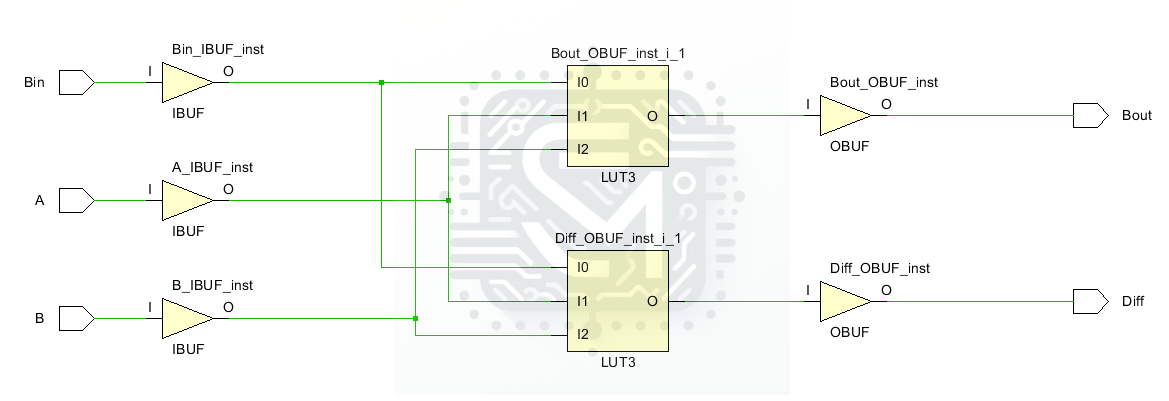 Bin_IBUF_inst
Bin
I
O
IBUF
A_IBUF_inst
A
I
O
IBUF
B_IBUF_inst
B
I
O
IBUF
Bout_OBUF_inst_i_1
I0
I1
I2
O
LUT3
Diff_OBUF_inst_i_1
I0
I1
I2
O
LUT3
Bout_OBUF_inst
I
O
OBUF
Bout
Diff_OBUF_inst
I
O
OBUF
Diff